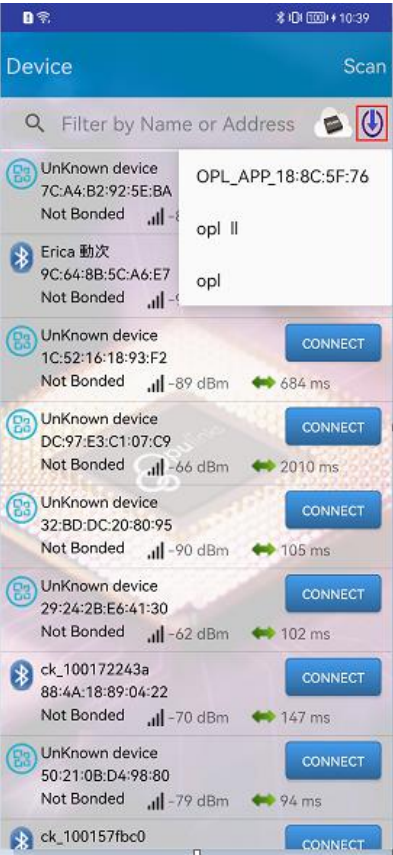 100 10:39
Device
Scan
Filter by Name or Address
OPL_APP_18:8C:5F:76
opl ll
opl
UnKnown device
7C:A4:B2:92:5E:BA
Not Bonded
Erica 動次
9C:64:8B:5C:A6:E7
Not Bonded
UnKnown device
1C:52:16:18:93:F2
CONNECT
Not Bonded -89 dBm 684 ms
UnKnown device
DC:97:E3:C1:07:C9
CONNECT
Not Bonded -66 dBm 2010 ms
UnKnown device
32:BD:DC:20:80:95
CONNECT
Not Bonded -90 dBm 105 ms
UnKnown device
29:24:2B:E6:41:30
CONNECT
Not Bonded -62 dBm 102 ms
ck_100172243a
88:4A:18:89:04:22
CONNECT
Not Bonded -70 dBm 147 ms
UnKnown device
50:21:0B:D4:98:80
CONNECT
Not Bonded -79 dBm 94 ms
ck_100157fbc0
CONNECT